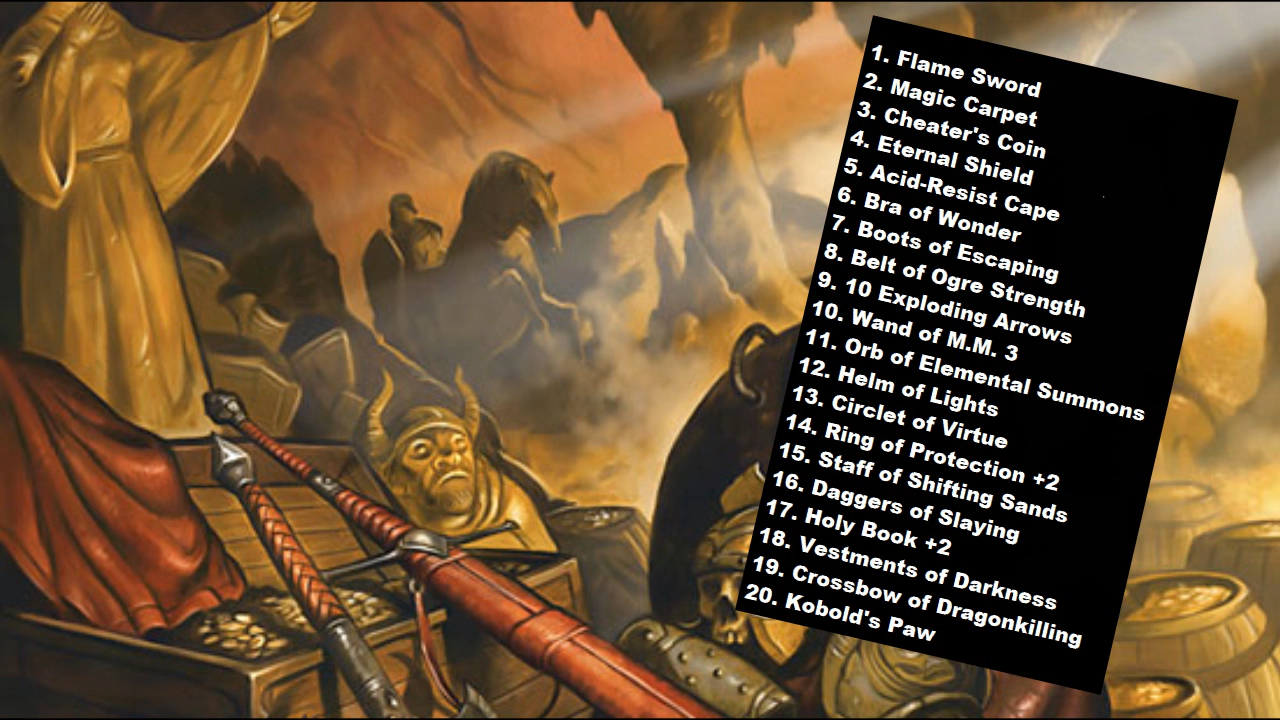 1. Flame Sword
2. Magic Carpet
3. Cheater's Coin
4. Eternal Shield
5. Acid-Resist Cape
6. Bra of Wonder
7. Boots of Escaping
8. Belt of Ogre Strength
9. 10 Exploding Arrows
10. Wand of M.M. 3
11. Orb of Elemental Summons
12. Helm of Lights
13. Circlet of Virtue
14. Ring of Protection +2
15. Staff of Shifting Sands
16. Daggers of Slaying
17. Holy Book +2
18. Vestments of Darkness
19. Crossbow of Dragonkilling
20. Kobold's Paw